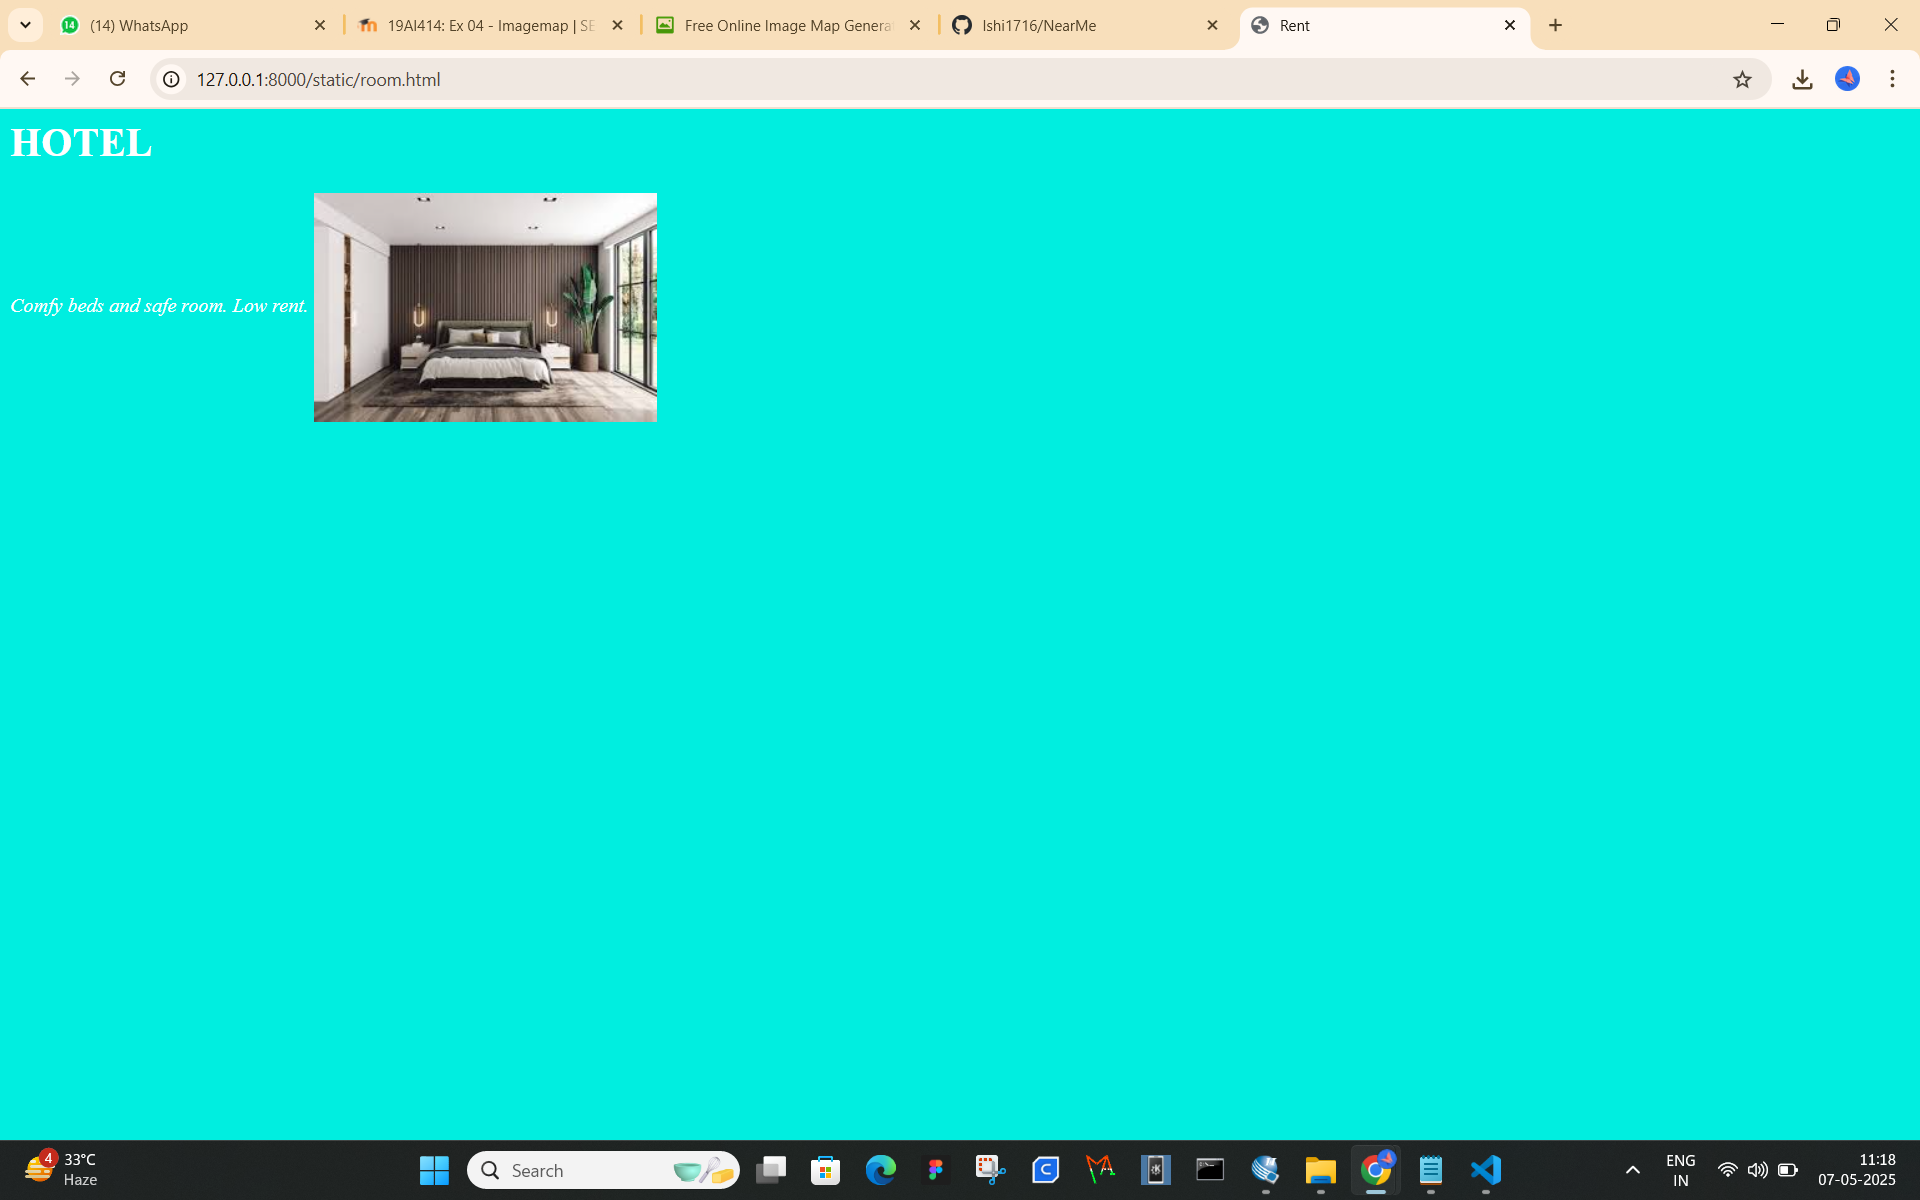 14
(14) WhatsApp
19AI414: Ex 04 - Imagemap | SE
Free Online Image Map Genera
Ishi1716/NearMe
Rent
127.0.0.1:8000/static/room.html
HOTEL
Comfy beds and safe room. Low rent.
4
33°C
Haze
Search
ENG
IN
11:18
07-05-2025